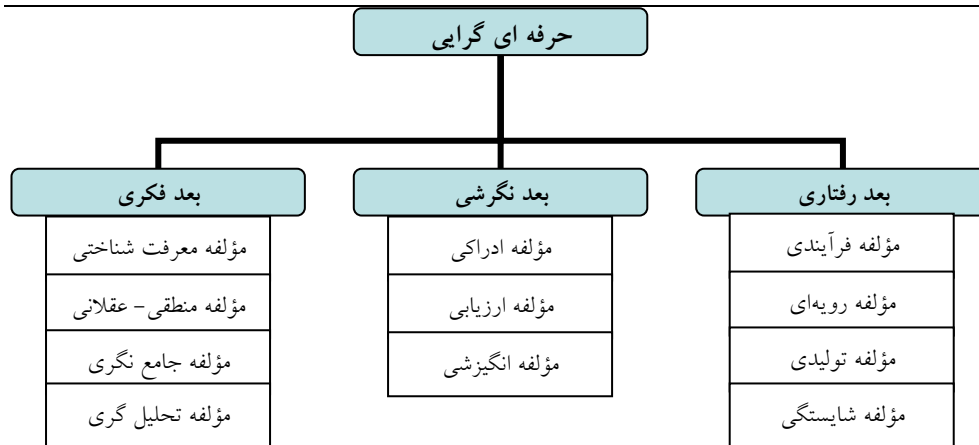 حرفه ای گرایی
بعد رفتاری
مؤلفه فرآیندی
مؤلفه رویه‌ای
مؤلفه تولیدی
مؤلفه شایستگی
بعد نگرشی
مؤلفه ادراکی
مؤلفه ارزیابی
مؤلفه انگیزشی
بعد فکری
مؤلفه معرفت شناختی
مؤلفه منطقی- عقلانی
مؤلفه جامع نگری
مؤلفه تحلیل گری